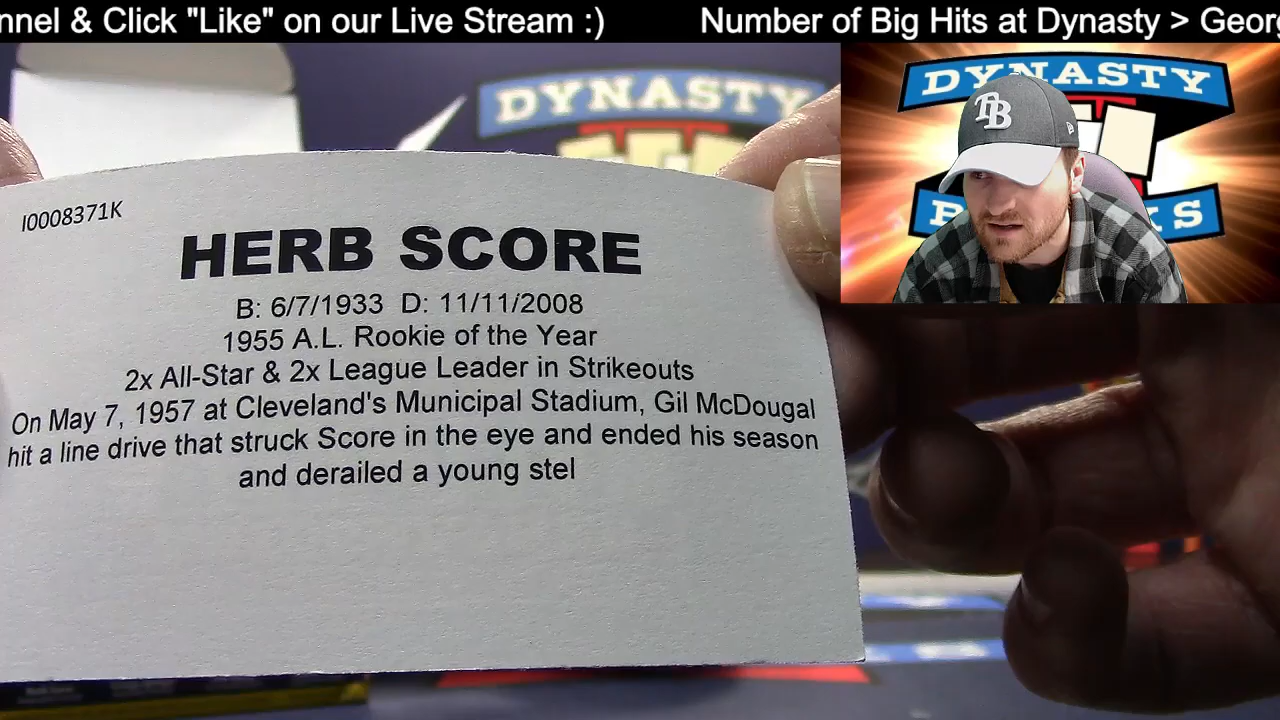 nnel & Click "Like" on our Live Stream :) Number of Big Hits at Dynasty > Georg
DYNASTY
DYNASTY
TB
I0008371K
HERB SCORE
B: 6/7/1933 D: 11/11/2008
1955 A.L. Rookie of the Year
2x All-Star & 2x League Leader in Strikeouts
On May 7, 1957 at Cleveland's Municipal Stadium, Gil McDougal
hit a line drive that struck Score in the eye and ended his season
and derailed a young stel